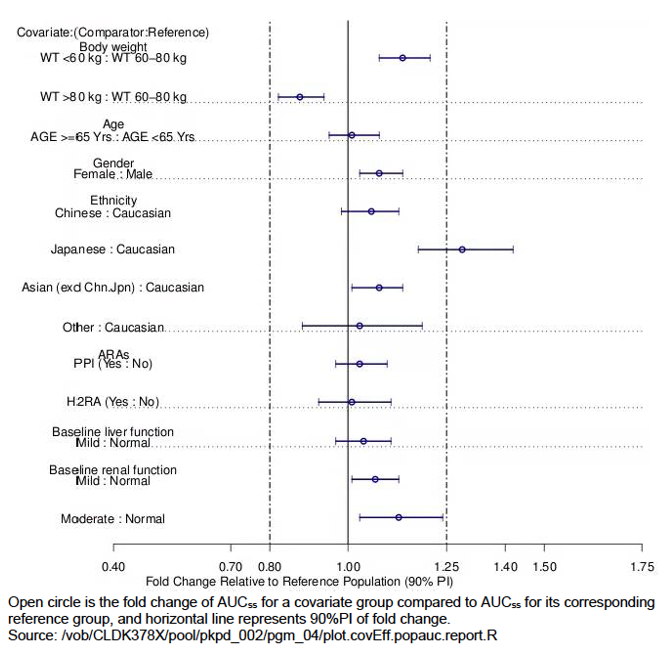 Covariate:(Comparator:Reference)
Body weight
WT <60 kg : WT 60–80 kg
WT >80 kg : WT 60–80 kg
Age
AGE >=65 Yrs : AGE <65 Yrs
Gender
Female : Male
Ethnicity
Chinese : Caucasian
Japanese : Caucasian
Asian (excl Chn.Jpn) : Caucasian
Other : Caucasian
ARAs
PPI (Yes : No)
H2RA (Yes : No)
Baseline liver function
Mild : Normal
Baseline renal function
Mild : Normal
Moderate : Normal
0.40 0.70 0.80 1.00 1.25 1.40 1.50 1.75
Fold Change Relative to Reference Population (90% PI)
Open circle is the fold change of AUCss for a covariate group compared to AUCss for its corresponding
reference group, and horizontal line represents 90%PI of fold change.
Source: /vob/CLDK378X/pool/pkpd_002/pgm_04/plot.covEff.popauc.report.R